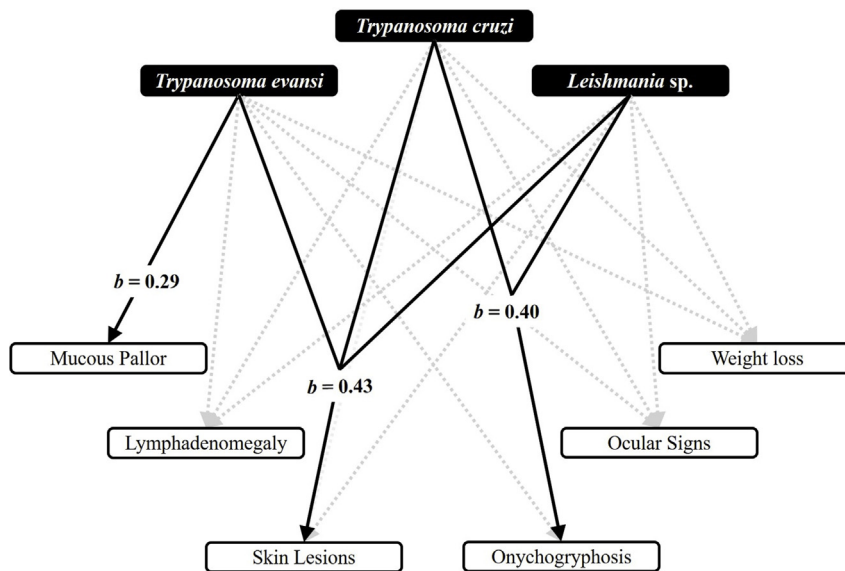 Trypanosoma cruzi
Trypanosoma evansi
Leishmania sp.
b = 0.29
b = 0.40
Mucous Pallor
Weight loss
b = 0.43
Lymphadenomegaly
Ocular Signs
Skin Lesions
Onychogryphosis